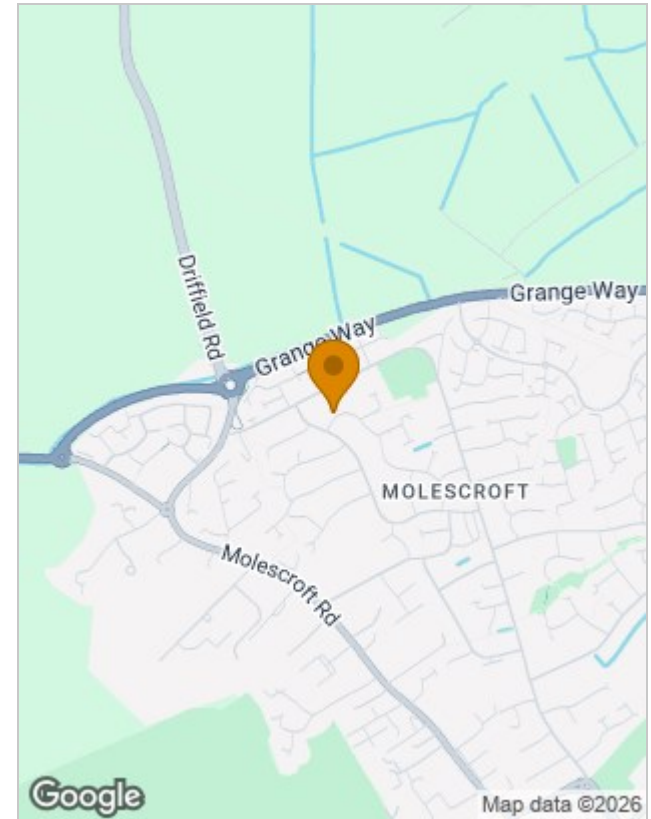 Driffield Rd
Grange Way
Grange Way
MOLESCROFT
Molescroft Rd
Google
Map data ©2026